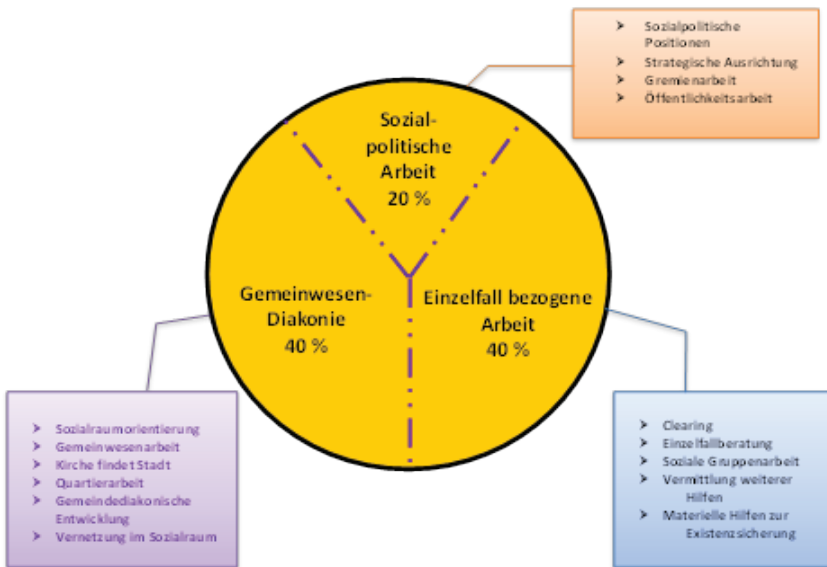 ➤ Sozialpolitische
Positionen
➤ Strategische Ausrichtung
➤ Gremienarbeit
➤ Öffentlichkeitsarbeit
Sozial-
politische
Arbeit
20 %
Gemeinwesen-
Diakonie
40 %
Einzelfall bezogene
Arbeit
40 %
➤ Sozialraumorientierung
➤ Gemeinwesenarbeit
➤ Kirche findet Stadt
➤ Quartierarbeit
➤ Gemeindediakonische
Entwicklung
➤ Vernetzung im Sozialraum
➤ Clearing
➤ Einzelfallberatung
➤ Soziale Gruppenarbeit
➤ Vermittlung weiterer
Hilfen
➤ Materielle Hilfen zur
Existenzsicherung